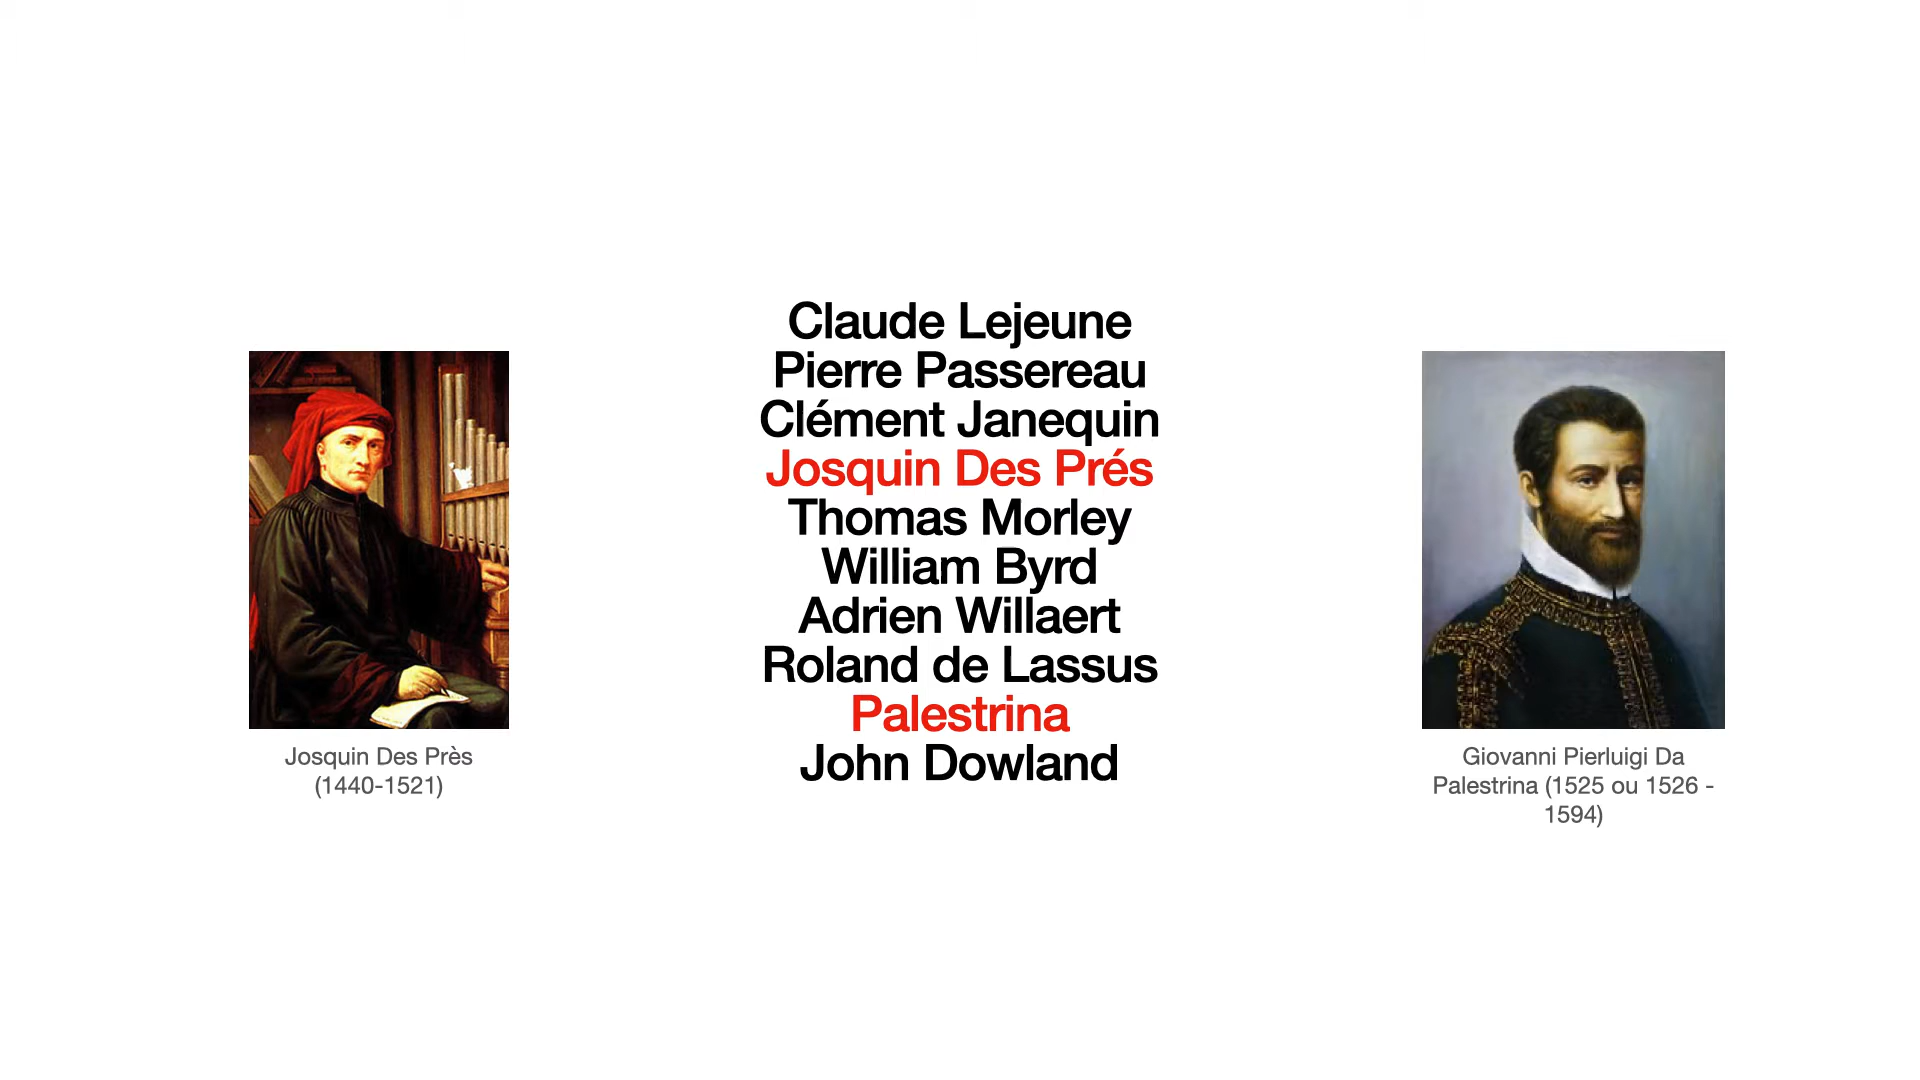 Claude Lejeune
Pierre Passereau
Clément Janequin
Josquin Des Prés
Thomas Morley
William Byrd
Adrien Willaert
Roland de Lassus
Palestrina
John Dowland
Josquin Des Près
(1440-1521)
Giovanni Pierluigi Da
Palestrina (1525 ou 1526 -
1594)